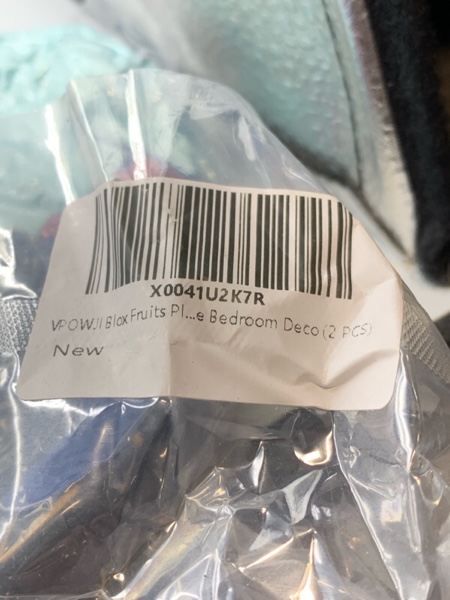 X0041U2K7R
VPOWJI Blox Fruits Pl...e Bedroom Deco (2 PCS)
New